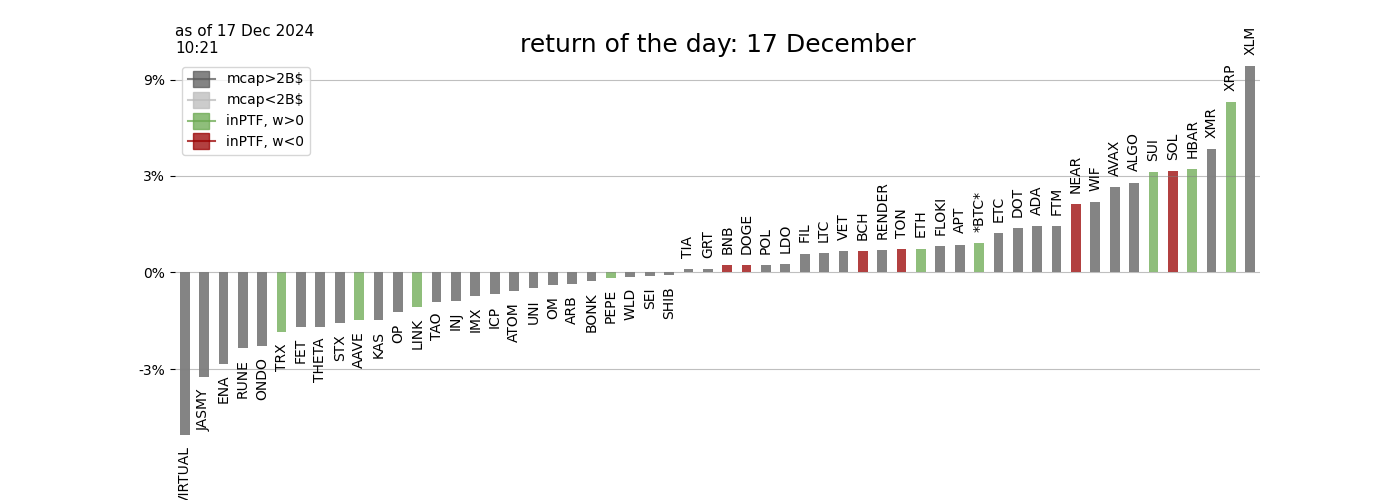 as of 17 Dec 2024
10:21
return of the day: 17 December
mcap>2B$
mcap<2B$
inPTF, w>0
inPTF, w<0
9%
3%
0%
-3%
VIRTUAL
JASMY
ENA
RUNE
ONDO
TRX
FET
THETA
STX
AAVE
KAS
OP
LINK
TAO
INJ
IMX
ICP
ATOM
UNI
OM
ARB
BONK
PEPE
WLD
SEI
SHIB
TIA
GRT
BNB
DOGE
POL
LDO
FIL
LTC
VET
BCH
RENDER
TON
ETH
FLOKI
APT
*BTC*
ETC
DOT
ADA
FTM
NEAR
WIF
AVAX
ALGO
SUI
SOL
HBAR
XMR
XRP
XLM